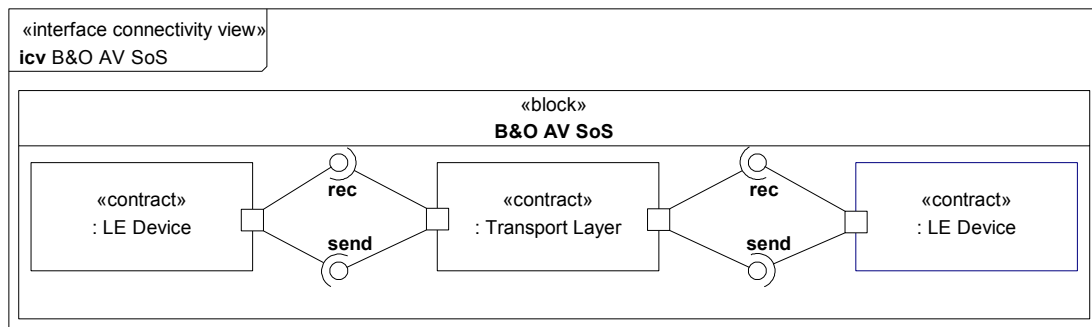 «interface connectivity view»
icv B&O AV SoS
«block»
B&O AV SoS
«contract»
: LE Device
rec
send
«contract»
: Transport Layer
rec
send
«contract»
: LE Device